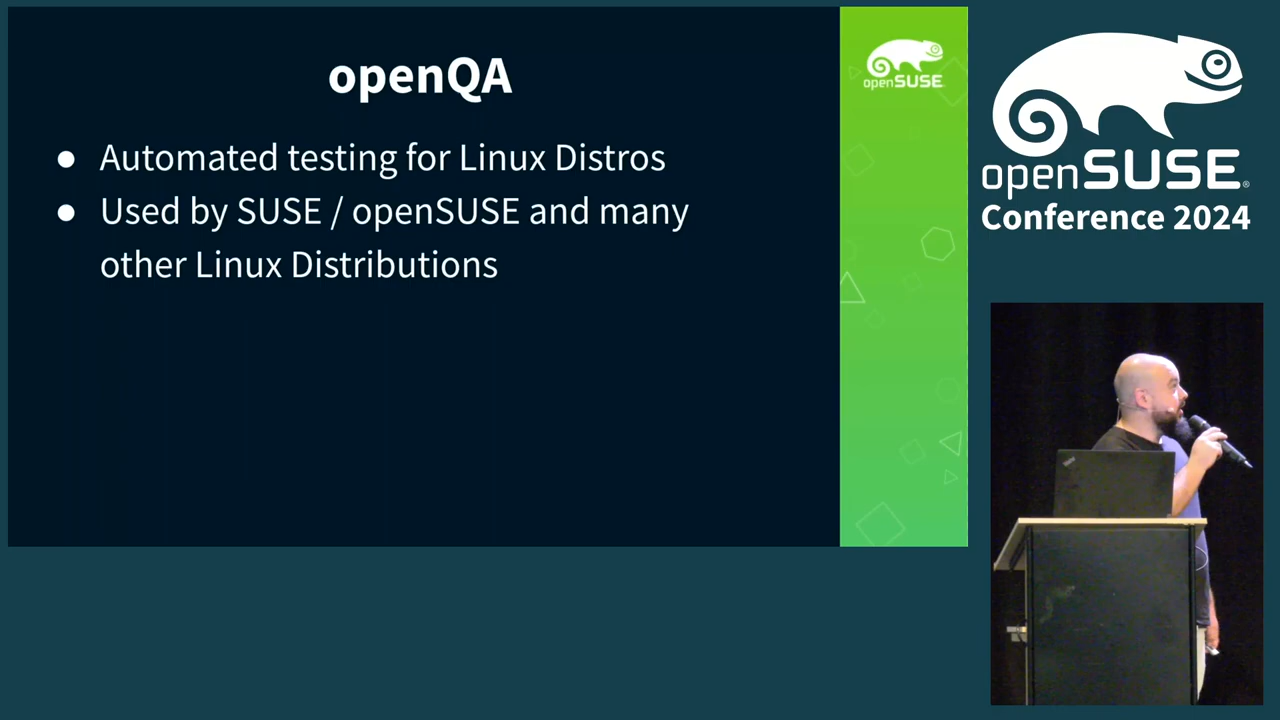 openQA
● Automated testing for Linux Distros
● Used by SUSE / openSUSE and many
other Linux Distributions
openSUSE
openSUSE®
Conference 2024